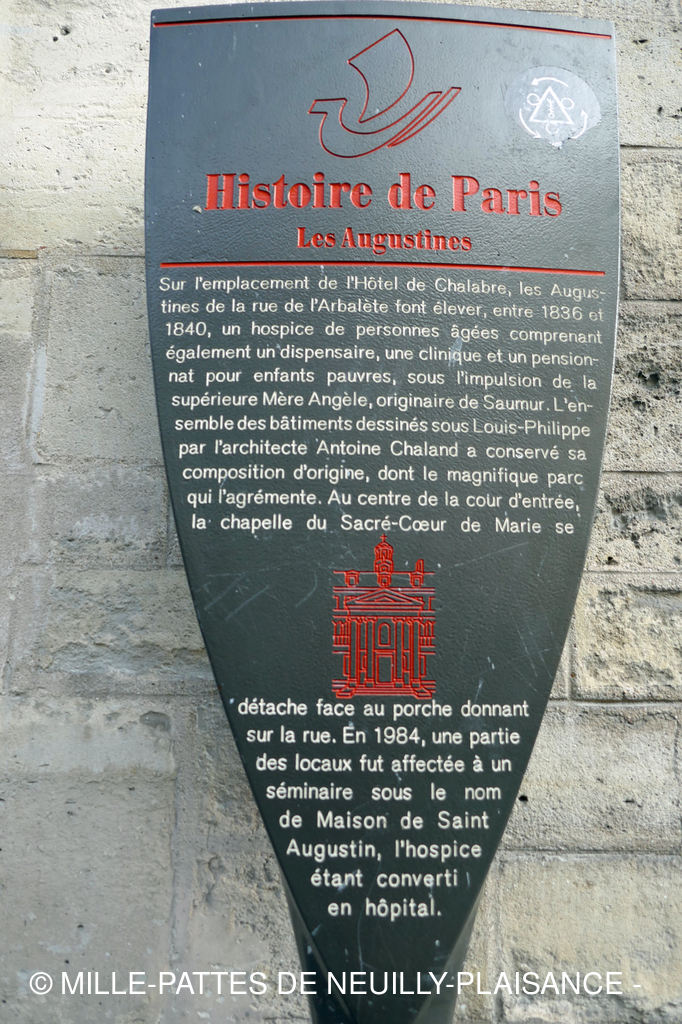 Histoire de Paris
Les Augustines
Sur l'emplacement de l'Hôtel de Chalabre, les Augus-
tines de la rue de l'Arbalète font élever, entre 1836 et
1840, un hospice de personnes âgées comprenant
également un dispensaire, une clinique et un pension-
nat pour enfants pauvres, sous l'impulsion de la
supérieure Mère Angèle, originaire de Saumur. L'en-
semble des bâtiments dessinés sous Louis-Philippe
par l'architecte Antoine Chaland a conservé sa
composition d'origine, dont le magnifique parc
qui l'agrémente. Au centre de la cour d'entrée,
la chapelle du Sacré-Cœur de Marie se
détache face au porche donnant
sur la rue. En 1984, une partie
des locaux fut affectée à un
séminaire sous le nom
de Maison de Saint
Augustin, l'hospice
étant converti
en hôpital.
© MILLE-PATTES DE NEUILLY-PLAISANCE -